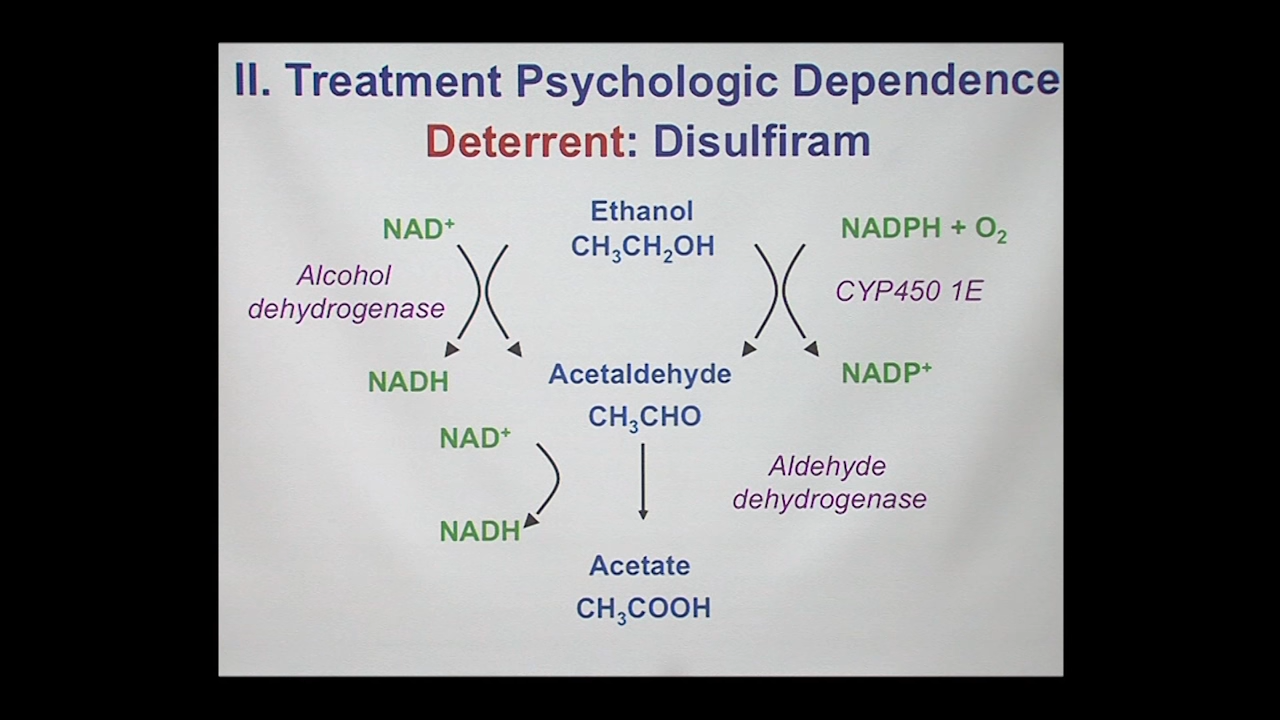 II. Treatment Psychologic Dependence
Deterrent: Disulfiram
Ethanol
NAD⁺
CH₃CH₂OH
NADPH + O₂
Alcohol
dehydrogenase
CYP450 1E
NADH
Acetaldehyde
NADP⁺
CH₃CHO
NAD⁺
Aldehyde
dehydrogenase
NADH
Acetate
CH₃COOH